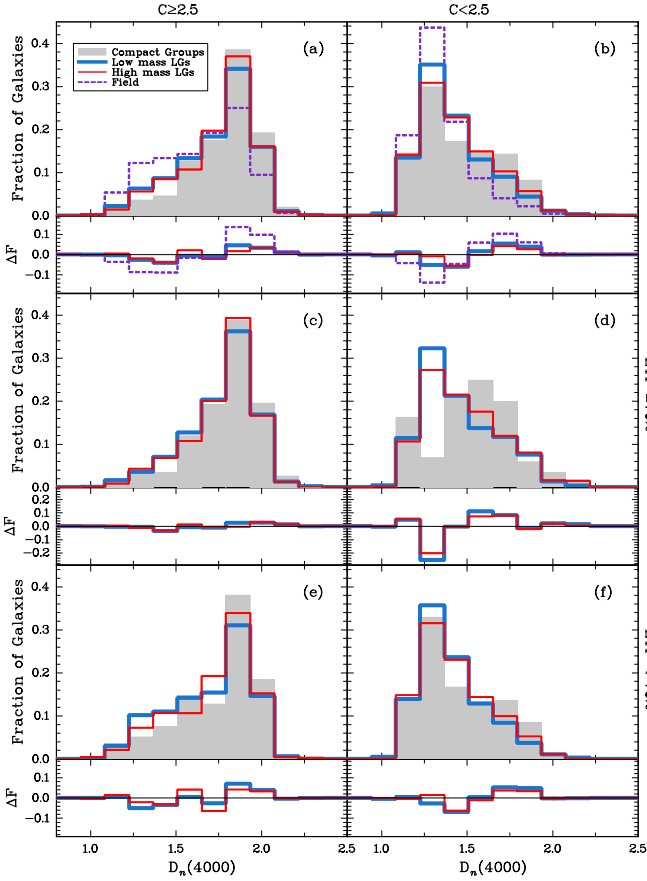 C≥2.5 C<2.5
0.4 (a) (b)
Compact Groups
Low mass LGs
High mass LGs
Field
0.3
0.2
0.1
0.0
Fraction of Galaxies
0.1
0.0
−0.1
ΔF
(c) (d)
0.4
0.3
0.2
0.1
0.0
Fraction of Galaxies
0.2
0.1
0.0
−0.1
−0.2
ΔF
(e) (f)
0.4
0.3
0.2
0.1
0.0
Fraction of Galaxies
0.1
0.0
−0.1
ΔF
1.0 1.5 2.0 2.5 1.0 1.5 2.0 2.5
Dn(4000) Dn(4000)